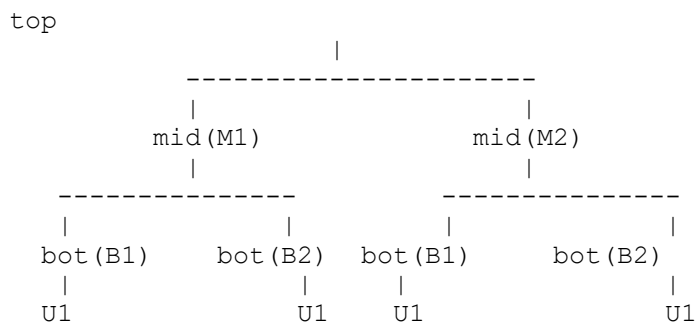 top
mid(M1) mid(M2)
bot(B1) bot(B2) bot(B1) bot(B2)
U1 U1 U1 U1